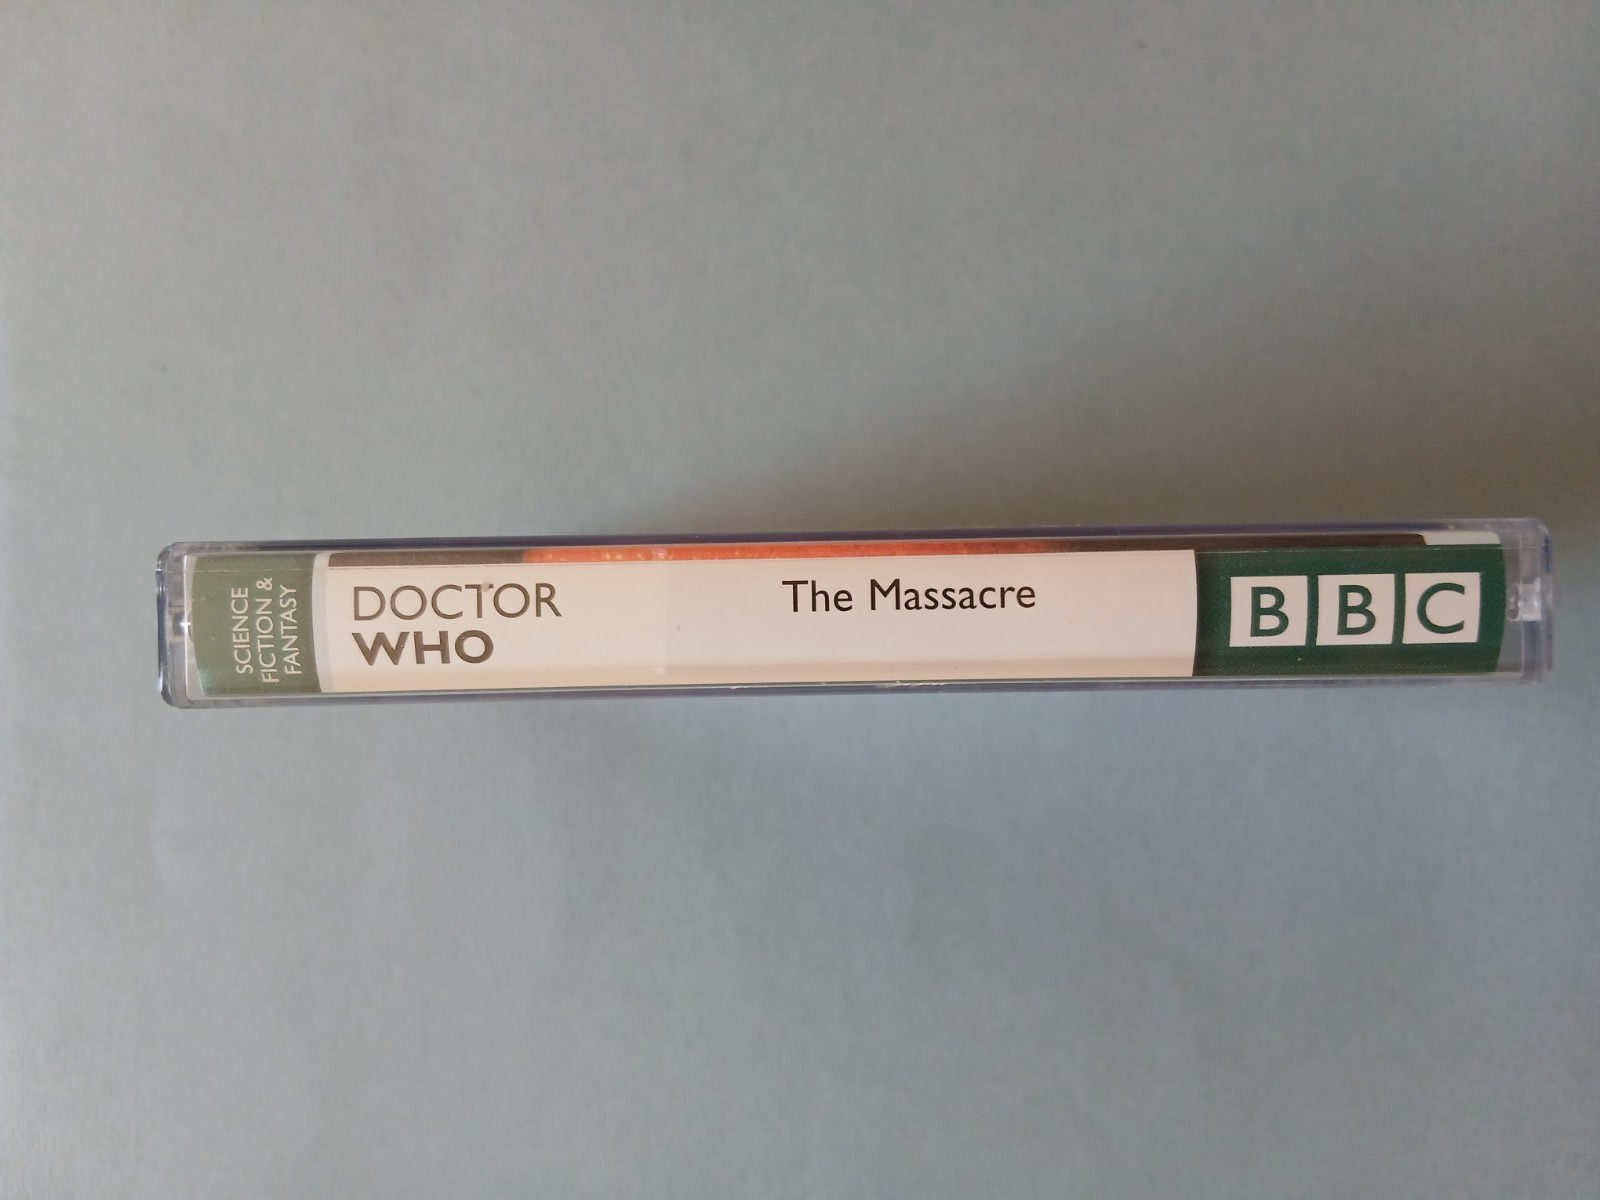 SCIENCE
FICTION &
FANTASY
DOCTOR
WHO
The Massacre
BBC